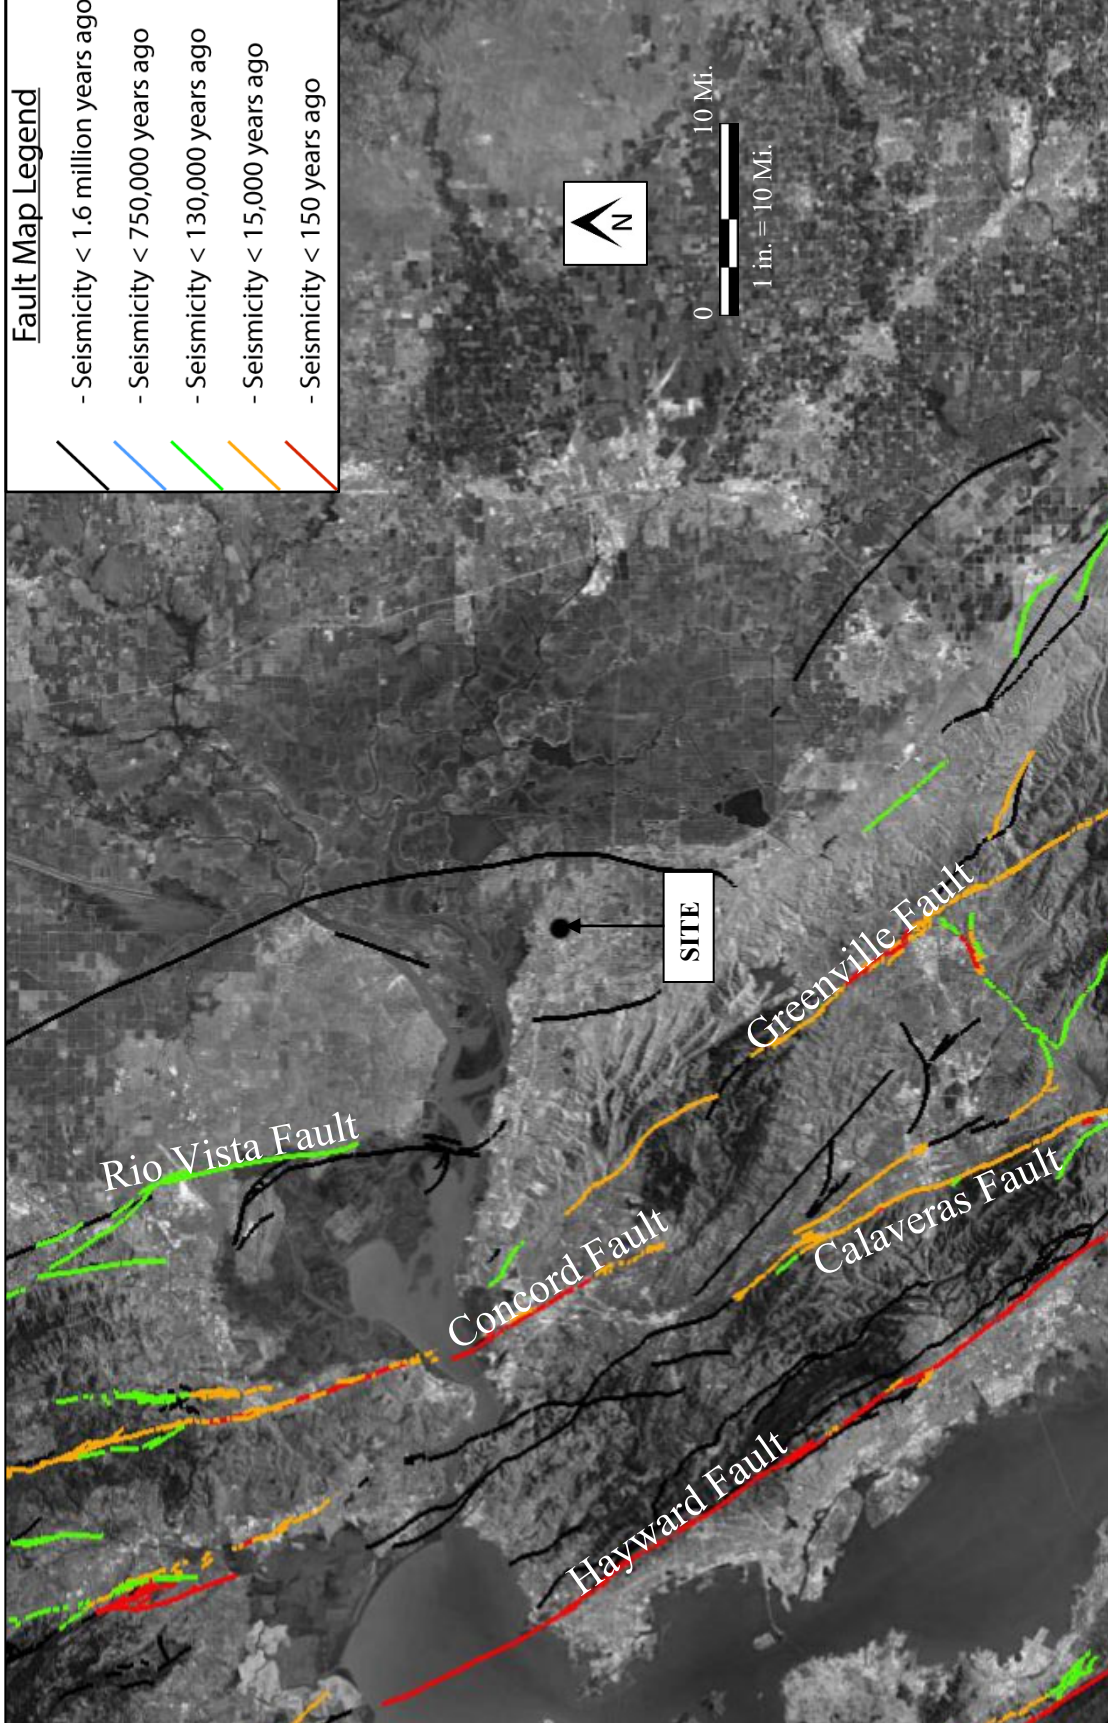 Fault Map Legend
- Seismicity < 1.6 million years ago
- Seismicity < 750,000 years ago
- Seismicity < 130,000 years ago
- Seismicity < 15,000 years ago
- Seismicity < 150 years ago
N
0 10 Mi.
1 in. = 10 Mi.
SITE
Rio Vista Fault
Greenville Fault
Concord Fault
Calaveras Fault
Hayward Fault